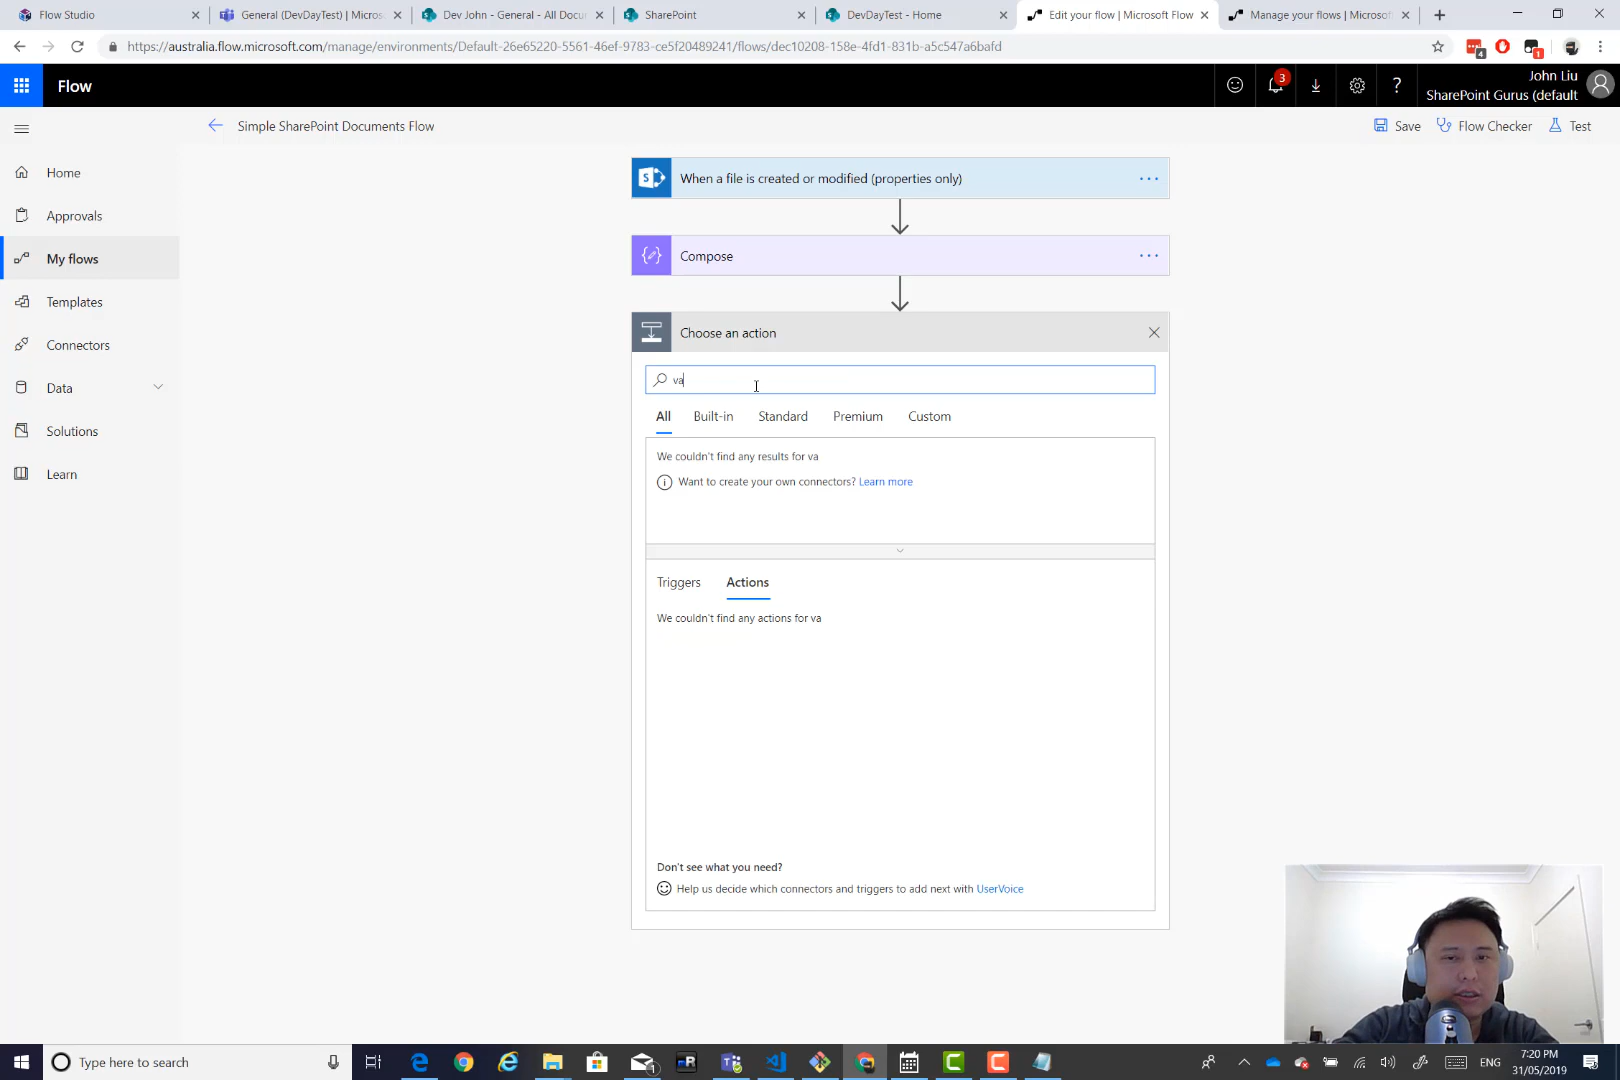 Flow Studio
General (DevDayTest) | Micros
Dev John - General - All Docu
SharePoint
DevDayTest - Home
Edit your flow | Microsoft Flow
Manage your flows | Microsof
https://australia.flow.microsoft.com/manage/environments/Default-26e65220-5561-46ef-9783-ce5f20489241/flows/dec10208-158e-4fd1-831b-a5c547a6bafd
4
1
Flow
3
?
John Liu
SharePoint Gurus (default
Simple SharePoint Documents Flow
Save
Flow Checker
Test
Home
Approvals
My flows
Templates
Connectors
Data
Solutions
Learn
When a file is created or modified (properties only)
Compose
Choose an action
va
All
Built-in
Standard
Premium
Custom
We couldn't find any results for va
Want to create your own connectors? Learn more
Triggers
Actions
We couldn't find any actions for va
Don't see what you need?
Help us decide which connectors and triggers to add next with UserVoice
Type here to search
1
ENG
7:20 PM
31/05/2019